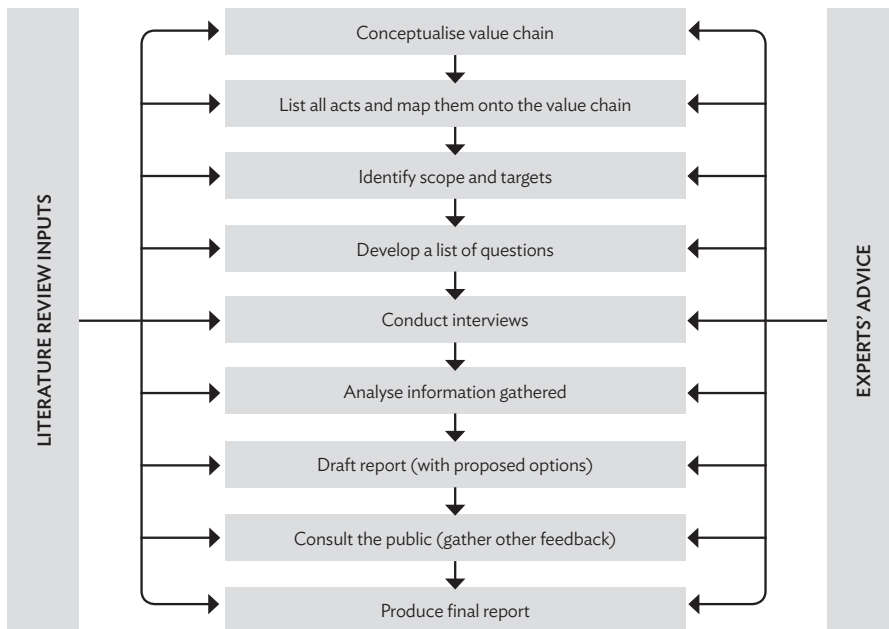 LITERATURE REVIEW INPUTS
Conceptualise value chain
List all acts and map them onto the value chain
Identify scope and targets
Develop a list of questions
Conduct interviews
Analyse information gathered
Draft report (with proposed options)
Consult the public (gather other feedback)
Produce final report
EXPERTS’ ADVICE